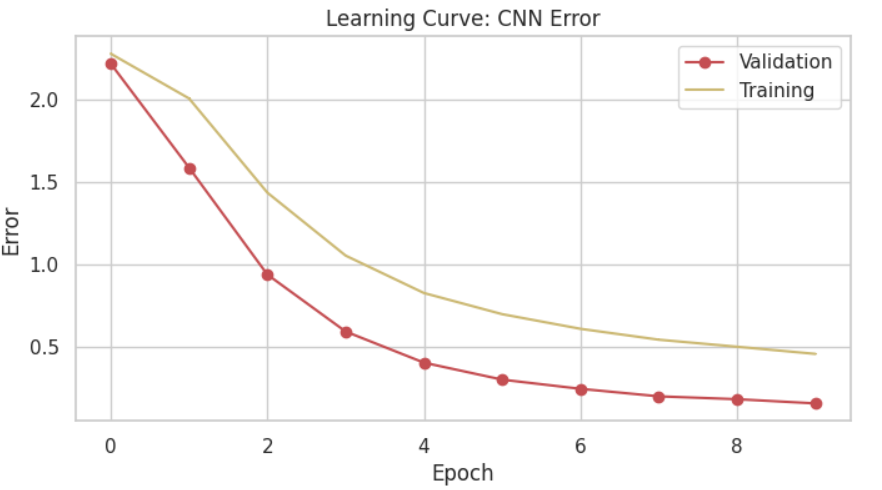 Learning Curve: CNN Error
Validation
Training
2.0
1.5
1.0
0.5
Error
0 2 4 6 8
Epoch